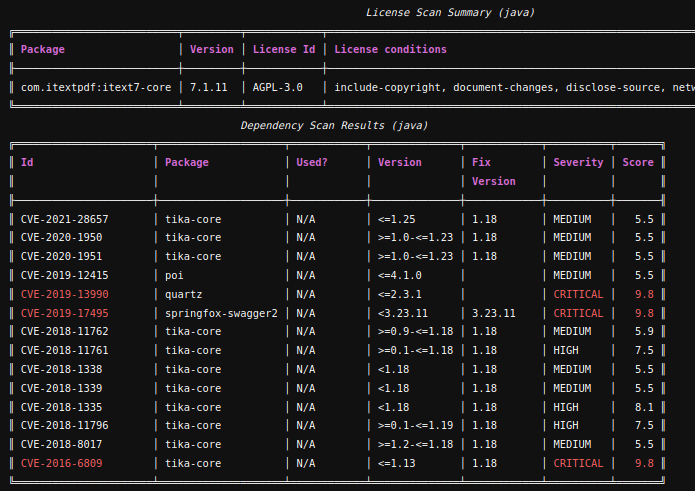 License Scan Summary (java)
Package Version License Id License conditions
com.itextpdf:itext7-core 7.1.11 AGPL-3.0 include-copyright, document-changes, disclose-source, netw
Dependency Scan Results (java)
Id Package Used? Version Fix Severity Score
Version
CVE-2021-28657 tika-core N/A <=1.25 1.18 MEDIUM 5.5
CVE-2020-1950 tika-core N/A >=1.0-<=1.23 1.18 MEDIUM 5.5
CVE-2020-1951 tika-core N/A >=1.0-<=1.23 1.18 MEDIUM 5.5
CVE-2019-12415 poi N/A <=4.1.0 MEDIUM 5.5
CVE-2019-13990 quartz N/A <=2.3.1 CRITICAL 9.8
CVE-2019-17495 springfox-swagger2 N/A <3.23.11 3.23.11 CRITICAL 9.8
CVE-2018-11762 tika-core N/A >=0.9-<=1.18 1.18 MEDIUM 5.9
CVE-2018-11761 tika-core N/A >=0.1-<=1.18 1.18 HIGH 7.5
CVE-2018-1338 tika-core N/A <1.18 1.18 MEDIUM 5.5
CVE-2018-1339 tika-core N/A <1.18 1.18 MEDIUM 5.5
CVE-2018-1335 tika-core N/A <1.18 1.18 HIGH 8.1
CVE-2018-11796 tika-core N/A >=0.1-<=1.19 1.18 HIGH 7.5
CVE-2018-8017 tika-core N/A >=1.2-<=1.18 1.18 MEDIUM 5.5
CVE-2016-6809 tika-core N/A <=1.13 1.18 CRITICAL 9.8